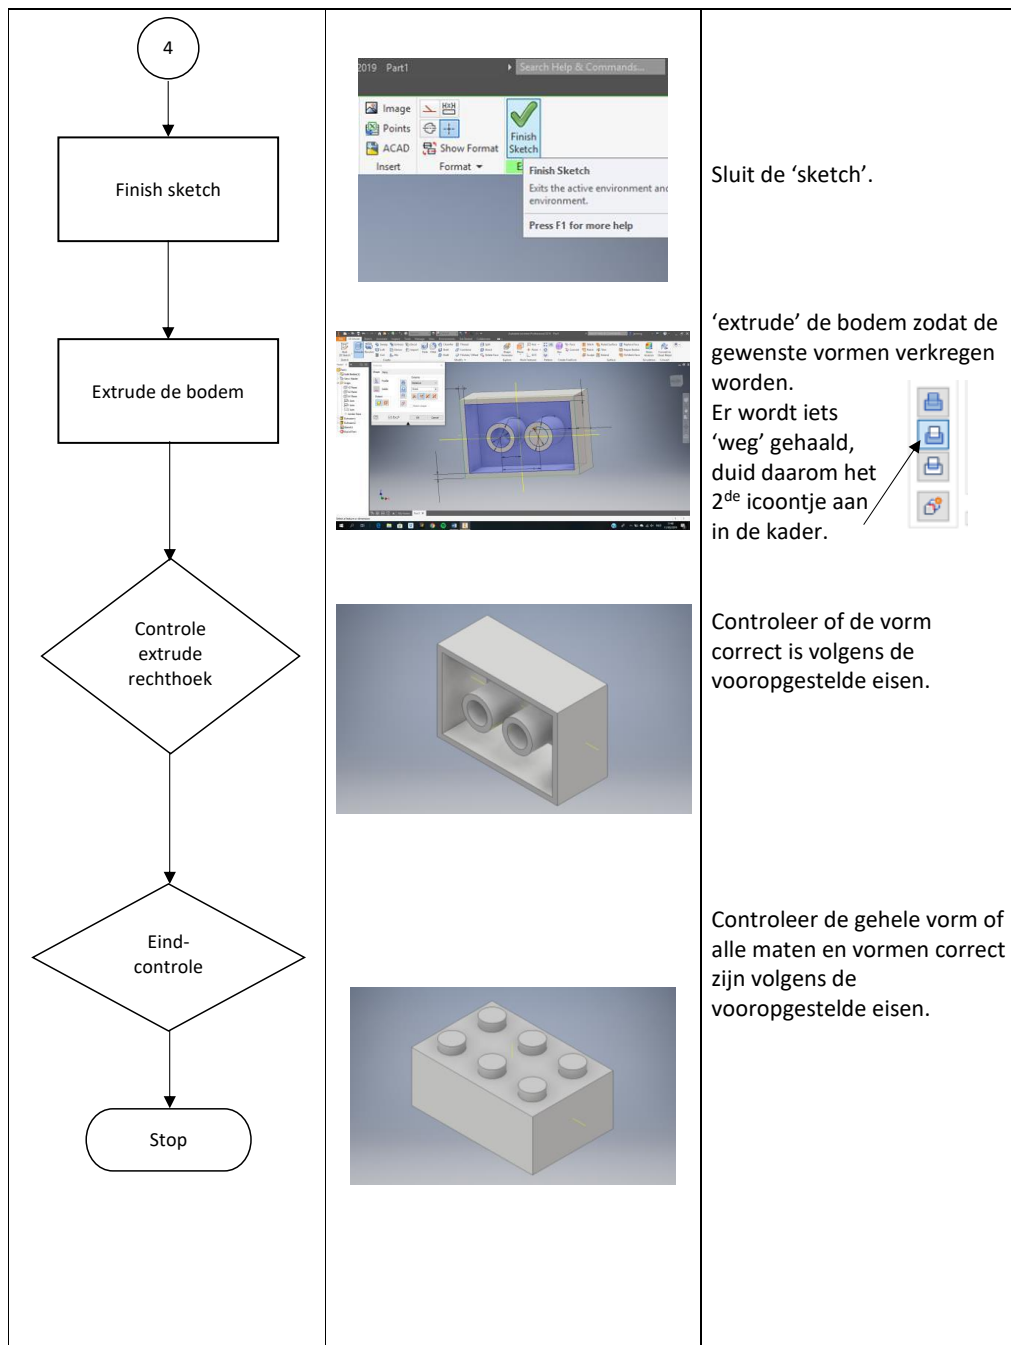 4
2019 Part1
Search Help & Commands...
Image
Points
ACAD
Show Format
Finish
Sketch
Insert
Format
E
Finish Sketch
Exits the active environment and
environment.
Press F1 for more help
Finish sketch
Sluit de ‘sketch’.
Extrude de bodem
‘extrude’ de bodem zodat de
gewenste vormen verkregen
worden.
Er wordt iets
‘weg’ gehaald,
duid daarom het
2de icoontje aan
in de kader.
Controle
extrude
rechthoek
Controleer of de vorm
correct is volgens de
vooropgestelde eisen.
Eind-
controle
Controleer de gehele vorm of
alle maten en vormen correct
zijn volgens de
vooropgestelde eisen.
Stop